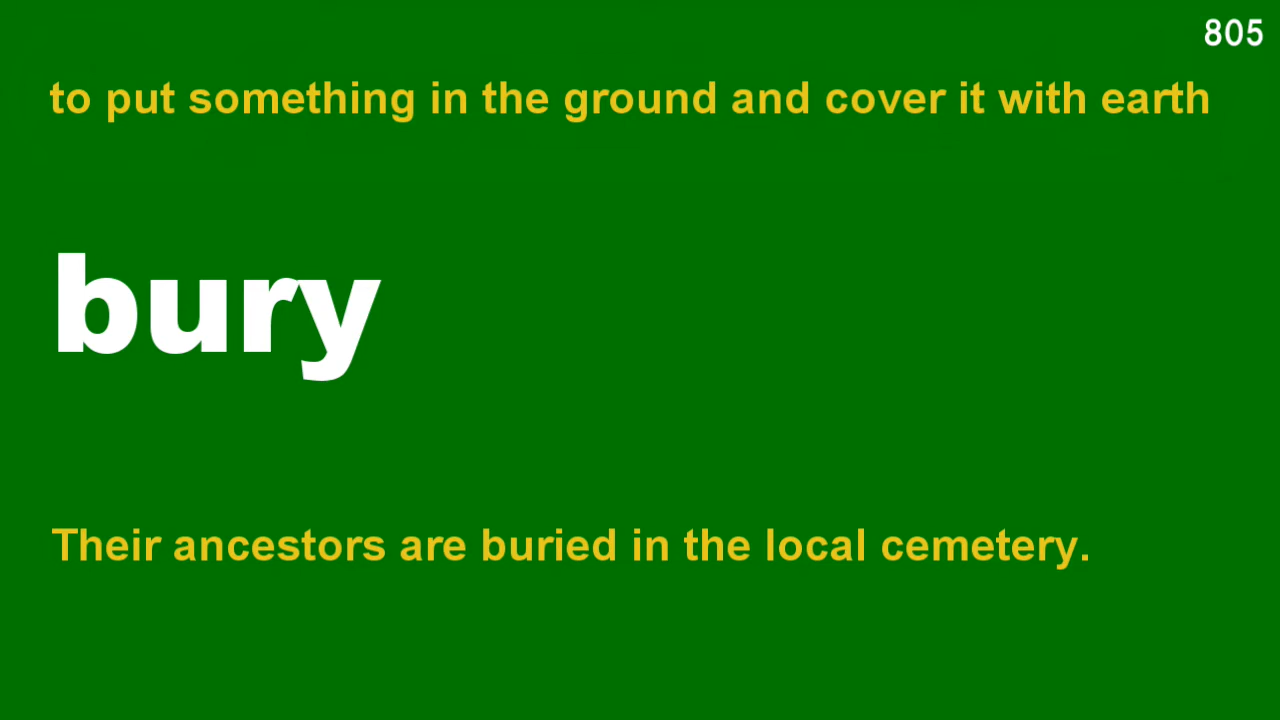 805
to put something in the ground and cover it with earth
bury
Their ancestors are buried in the local cemetery.